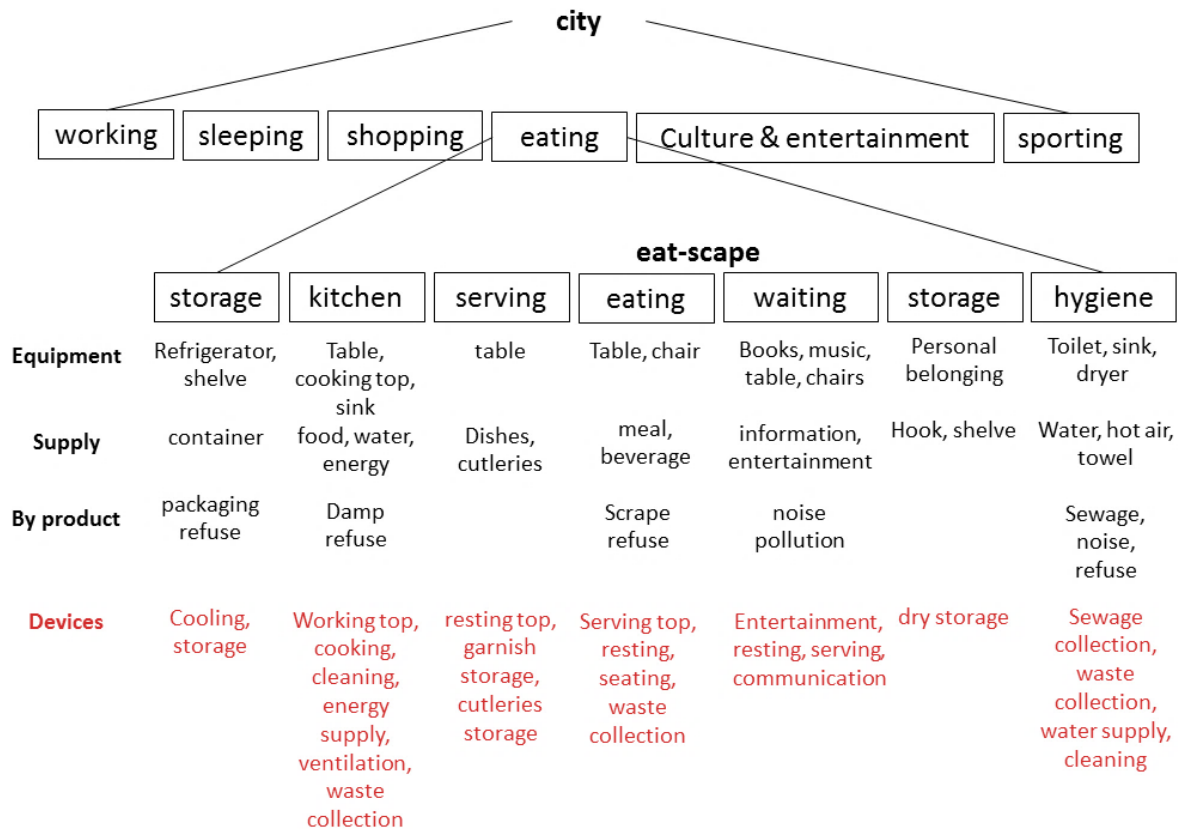 city
working sleeping shopping eating Culture & entertainment sporting
eat-scape
storage kitchen serving eating waiting storage hygiene
Equipment
Refrigerator,
shelve
Table,
cooking top,
sink
table
Table, chair
Books, music,
table, chairs
Personal
belonging
Toilet, sink,
dryer
Supply
container
food, water,
energy
Dishes,
cutleries
meal,
beverage
information,
entertainment
Hook, shelve
Water, hot air,
towel
By product
packaging
refuse
Damp
refuse
Scrape
refuse
noise
pollution
Sewage,
noise,
refuse
Devices
Cooling,
storage
Working top,
cooking,
cleaning,
energy
supply,
ventilation,
waste
collection
resting top,
garnish
storage,
cutleries
storage
Serving top,
resting,
seating,
waste
collection
Entertainment,
resting, serving,
communication
dry storage
Sewage
collection,
waste
collection,
water supply,
cleaning